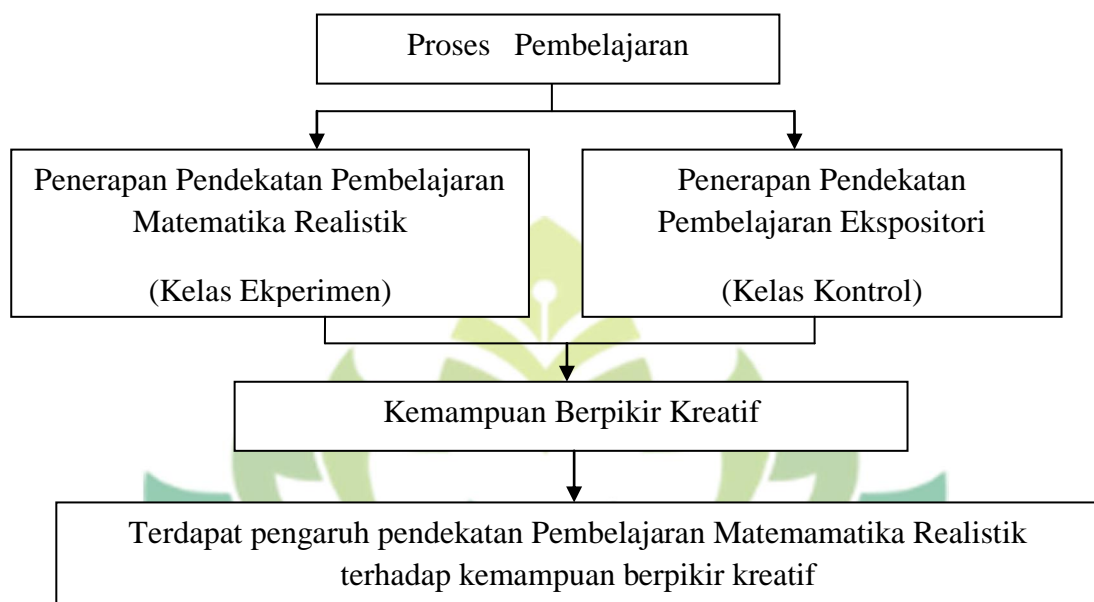 Proses Pembelajaran
Penerapan Pendekatan Pembelajaran
Matematika Realistik
(Kelas Ekperimen)
Penerapan Pendekatan
Pembelajaran Ekspositori
(Kelas Kontrol)
Kemampuan Berpikir Kreatif
Terdapat pengaruh pendekatan Pembelajaran Matemamatika Realistik
terhadap kemampuan berpikir kreatif